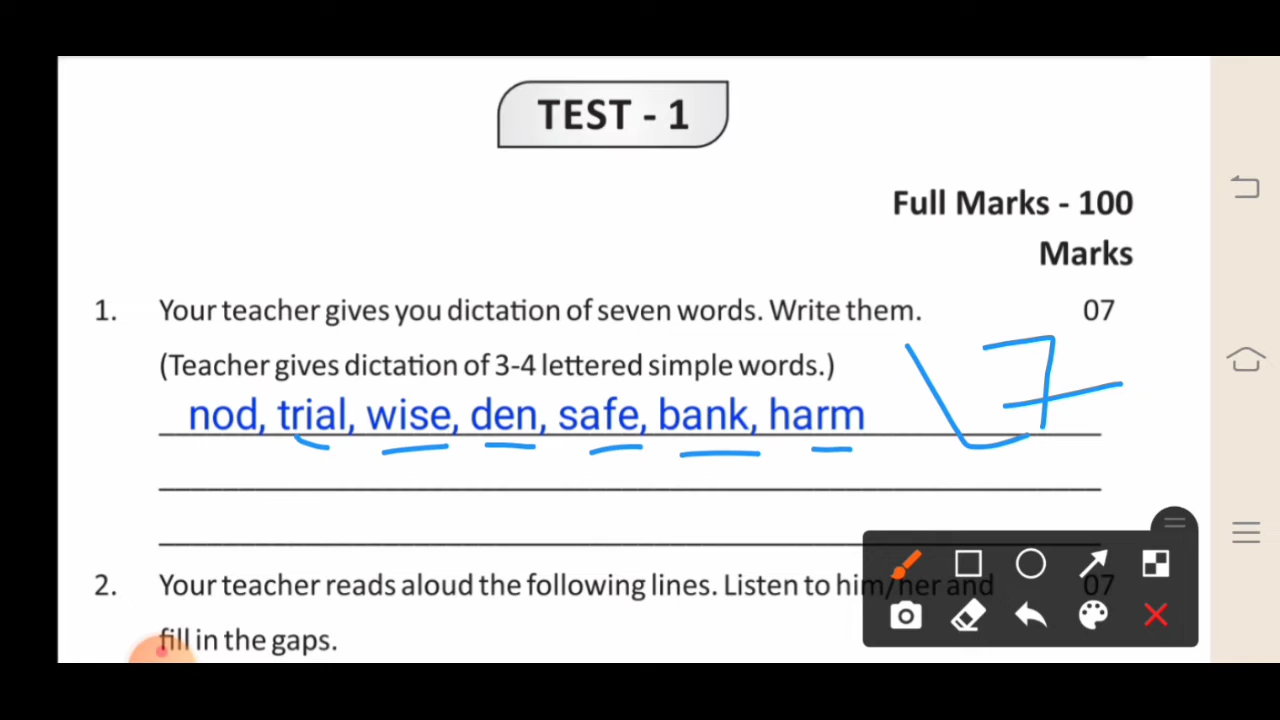 TEST - 1
Full Marks - 100
Marks
1. Your teacher gives you dictation of seven words. Write them. 07
(Teacher gives dictation of 3-4 lettered simple words.)
nod, trial, wise, den, safe, bank, harm
7
2. Your teacher reads aloud the following lines. Listen to him/her and 07
fill in the gaps.